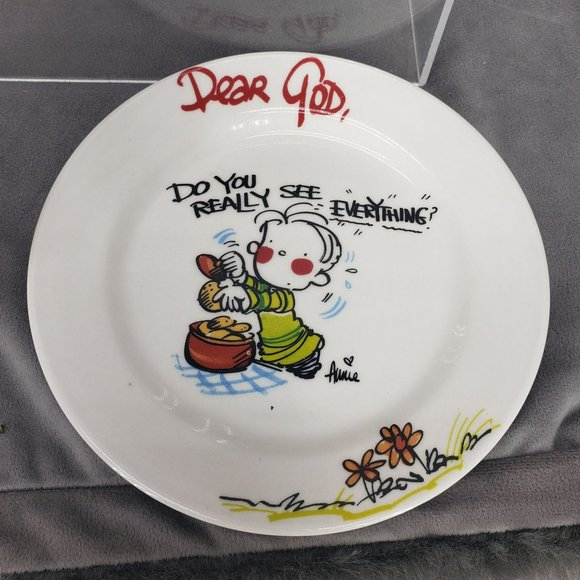 Dear God,
DO YOU
REALLY SEE
EVERYTHING?
Annie